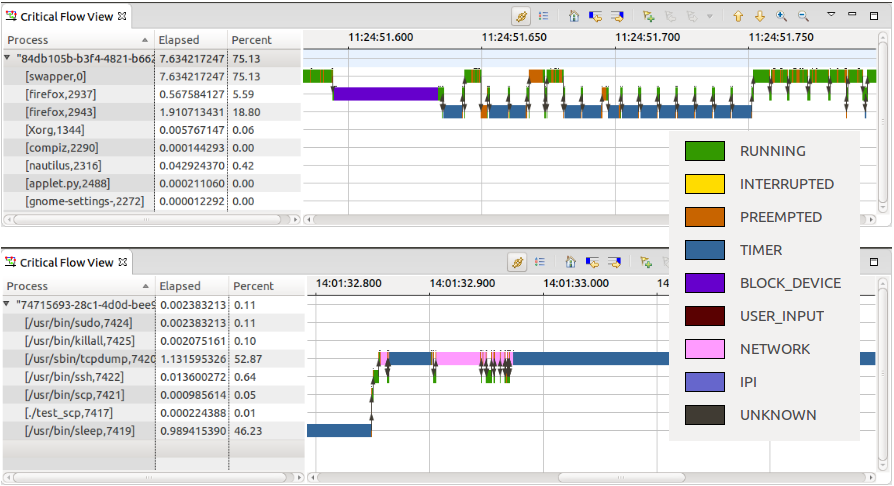 Critical Flow View
Process Elapsed Percent 11:24:51.600 11:24:51.650 11:24:51.700 11:24:51.750
"84db105b-b3f4-4821-b662 7.634217247 75.13
[swapper,0] 7.634217247 75.13
[firefox,2937] 0.567584127 5.59
[firefox,2943] 1.910713431 18.80
[Xorg,1344] 0.005767147 0.06
[compiz,2290] 0.000144293 0.00
[nautilus,2316] 0.042924370 0.42
[applet.py,2488] 0.000211060 0.00
[gnome-settings-,2272] 0.000012292 0.00
RUNNING
INTERRUPTED
PREEMPTED
TIMER
BLOCK_DEVICE
USER_INPUT
NETWORK
IPI
UNKNOWN
Critical Flow View
Process Elapsed Percent 14:01:32.800 14:01:32.900 14:01:33.000
"74715693-28c1-4d0d-bee9 0.002383213 0.11
[/usr/bin/sudo,7424] 0.002383213 0.11
[/usr/bin/killall,7425] 0.002075161 0.10
[/usr/sbin/tcpdump,7420 1.131595326 52.87
[/usr/bin/ssh,7422] 0.013600272 0.64
[/usr/bin/scp,7421] 0.000985614 0.05
[./test_scp,7417] 0.000224388 0.01
[/usr/bin/sleep,7419] 0.989415390 46.23